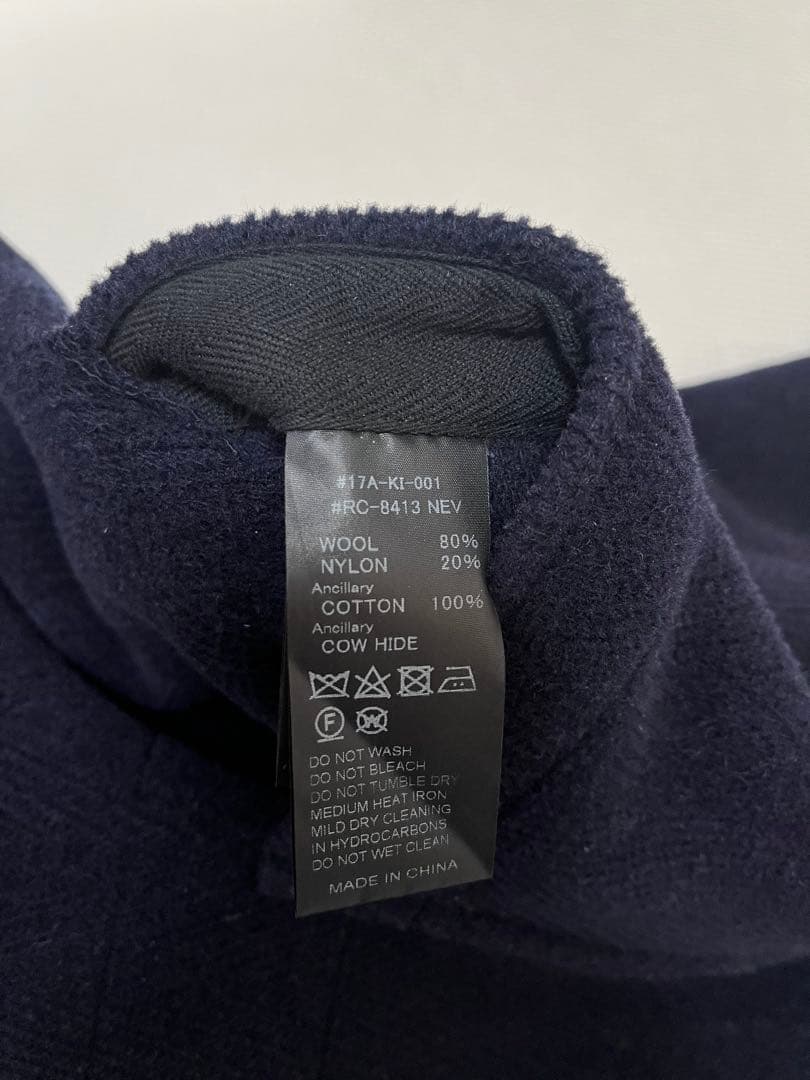 #17A-KI-001
#RC-8413 NEV
WOOL 80%
NYLON 20%
Ancillary
COTTON 100%
Ancillary
COW HIDE
F W
DO NOT WASH
DO NOT BLEACH
DO NOT TUMBLE DRY
MEDIUM HEAT IRON
MILD DRY CLEANING
IN HYDROCARBONS
DO NOT WET CLEAN
MADE IN CHINA